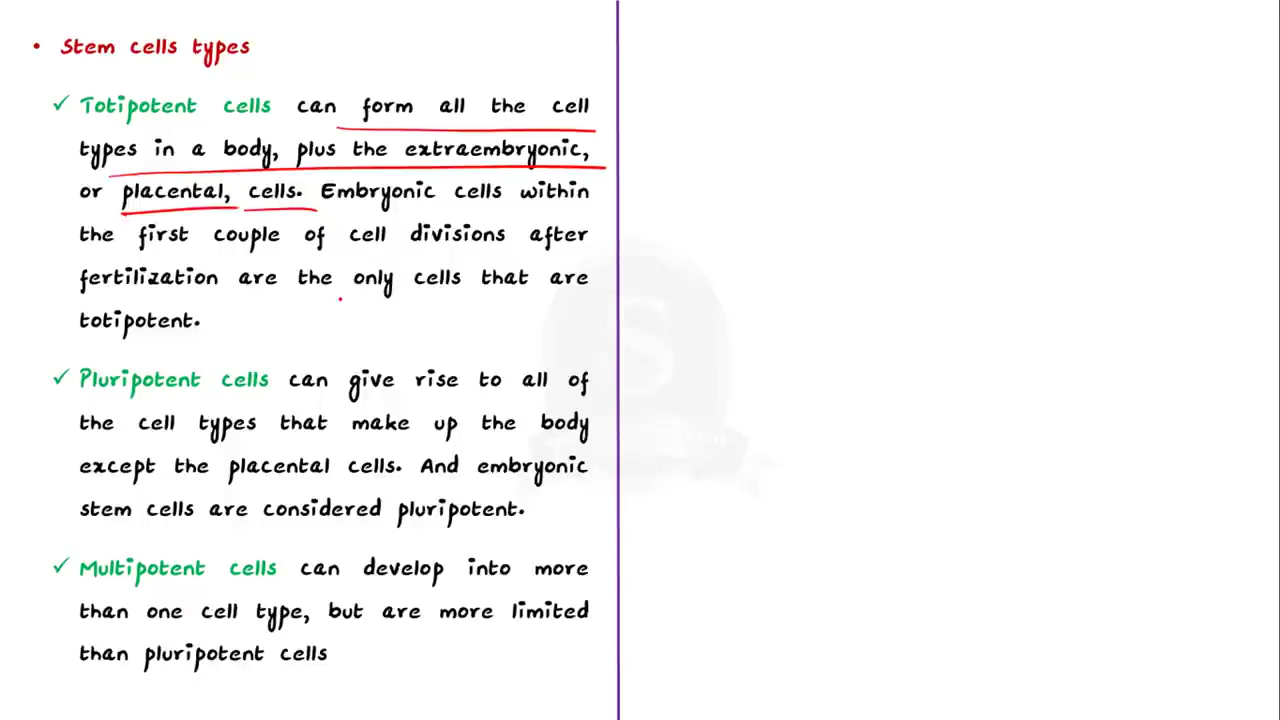 • Stem cells types
✓ Totipotent cells can form all the cell
types in a body, plus the extraembryonic,
or placental, cells. Embryonic cells within
the first couple of cell divisions after
fertilization are the only cells that are
totipotent.
✓ Pluripotent cells can give rise to all of
the cell types that make up the body
except the placental cells. And embryonic
stem cells are considered pluripotent.
✓ Multipotent cells can develop into more
than one cell type, but are more limited
than pluripotent cells
S